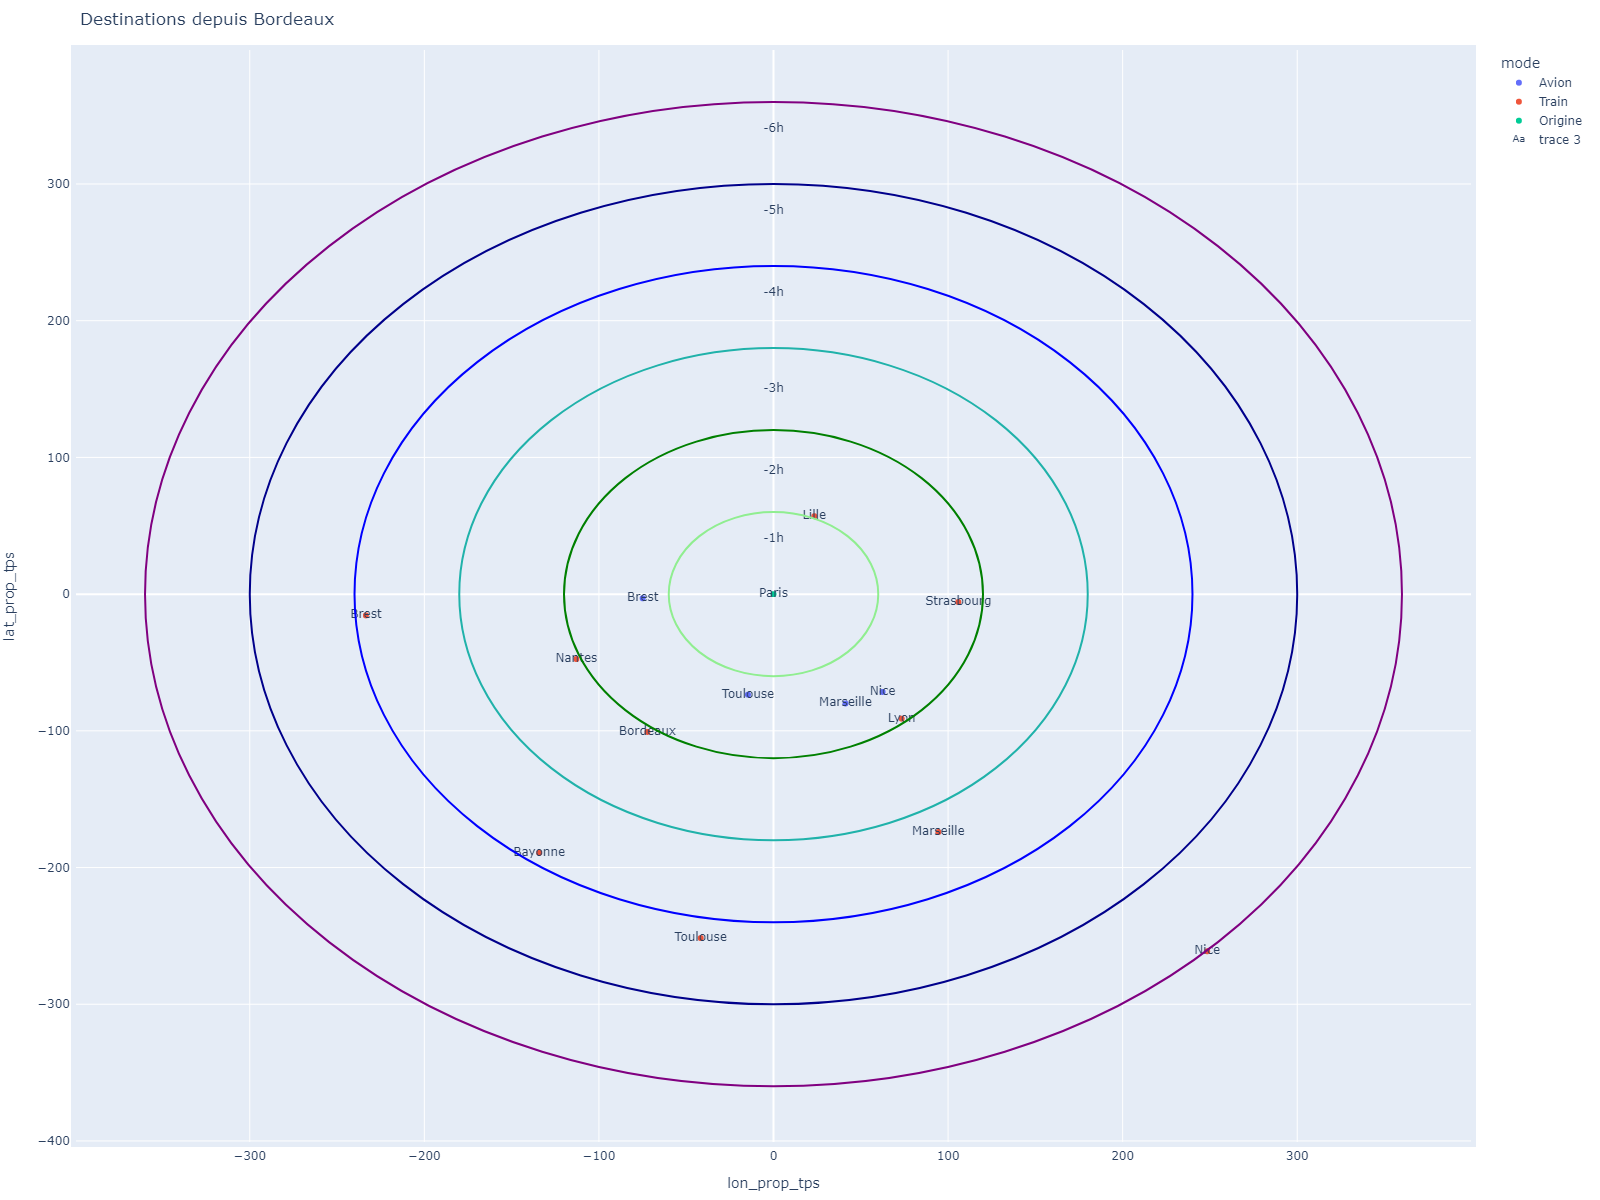 Destinations depuis Bordeaux
mode
Avion
Train
Origine
Aa trace 3
-6h
-5h
-4h
-3h
-2h
-1h
Lille
Paris
Brest
Strasbourg
Brest
Nantes
Toulouse
Nice
Marseille
Lyon
Bordeaux
Marseille
Bayonne
Toulouse
Nice
300
200
100
0
−100
−200
−300
−400
lat_prop_tps
−300
−200
−100
0
100
200
300
lon_prop_tps